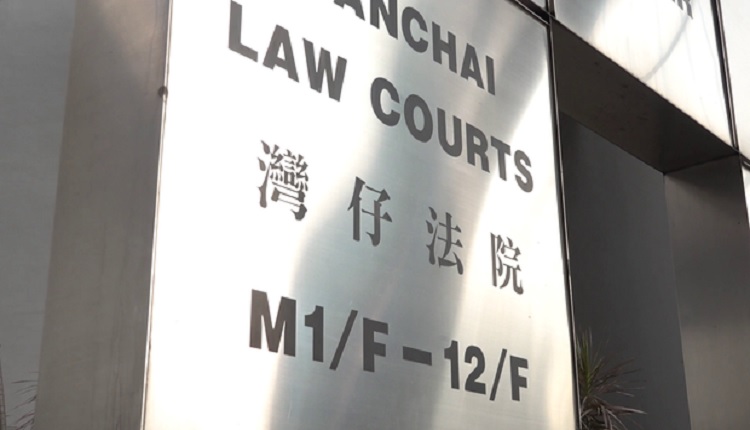 ANCHAI
LAW COURTS
灣仔法院
M1/F – 12/F